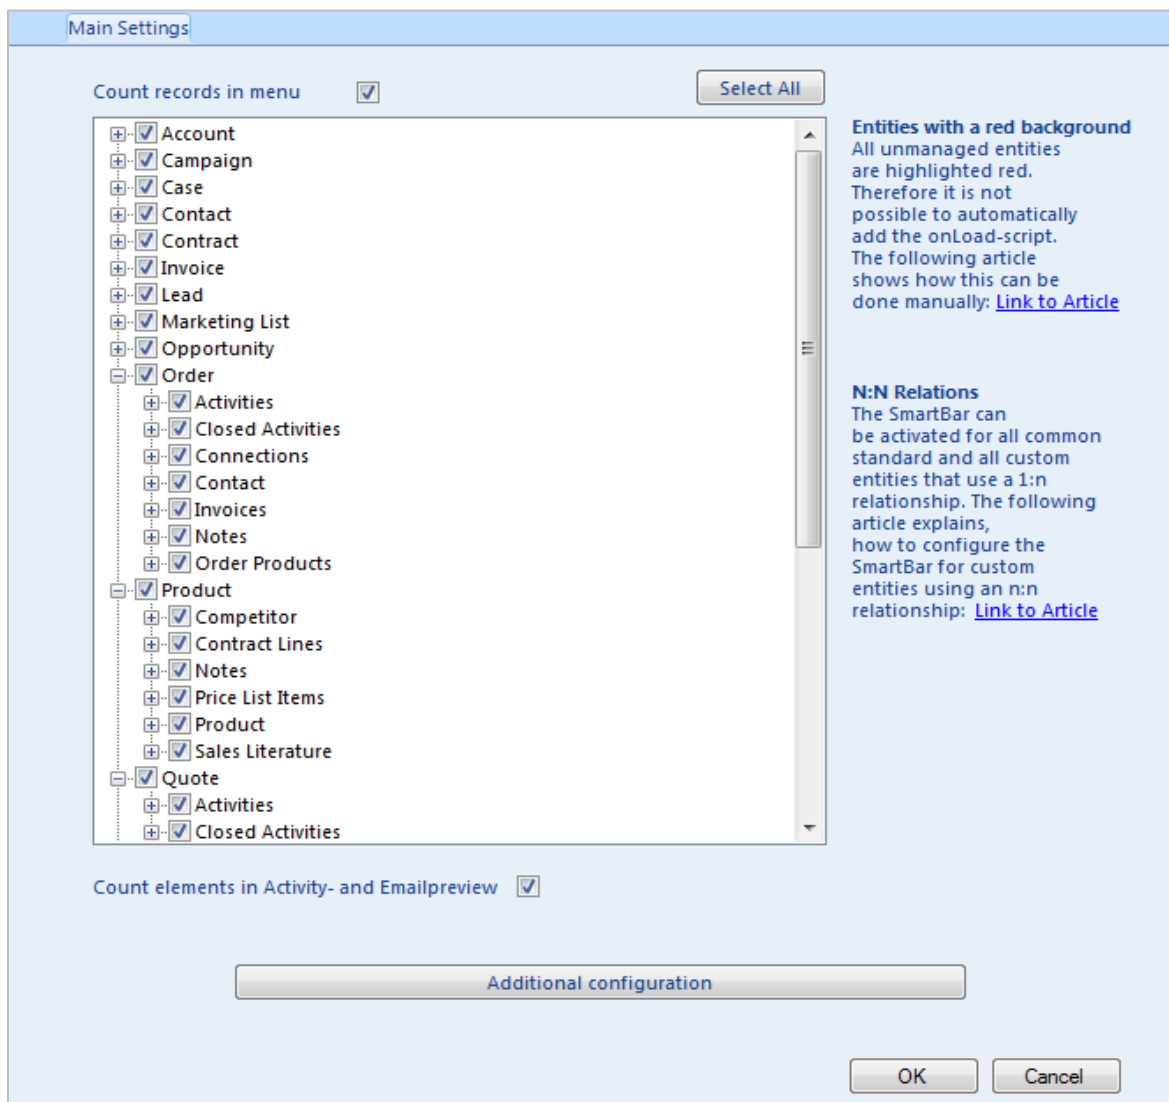 Main Settings
Count records in menu
Select All
Account
Campaign
Case
Contact
Contract
Invoice
Lead
Marketing List
Opportunity
Order
Activities
Closed Activities
Connections
Contact
Invoices
Notes
Order Products
Product
Competitor
Contract Lines
Notes
Price List Items
Product
Sales Literature
Quote
Activities
Closed Activities
Entities with a red background
All unmanaged entities
are highlighted red.
Therefore it is not
possible to automatically
add the onLoad-script.
The following article
shows how this can be
done manually: Link to Article
N:N Relations
The SmartBar can
be activated for all common
standard and all custom
entities that use a 1:n
relationship. The following
article explains,
how to configure the
SmartBar for custom
entities using an n:n
relationship: Link to Article
Count elements in Activity- and Emailpreview
Additional configuration
OK
Cancel